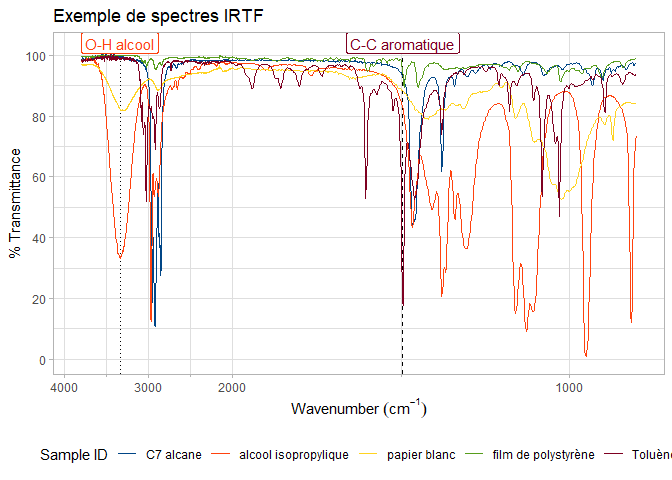 Exemple de spectres IRTF
O-H alcool
C-C aromatique
100
80
60
40
20
0
% Transmittance
4000 3000 2000 1000
Wavenumber (cm⁻¹)
Sample ID C7 alcane alcool isopropylique papier blanc film de polystyrène Toluène